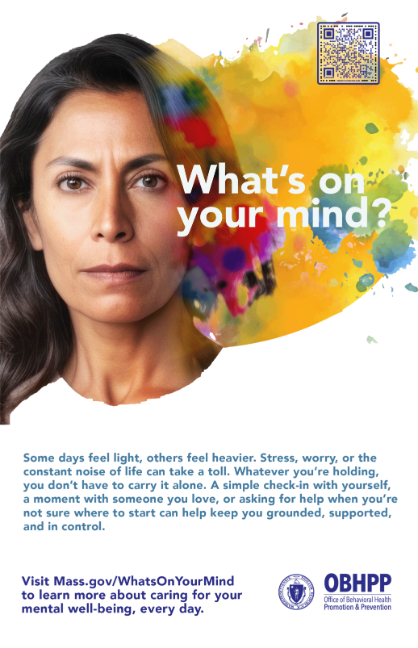 What's on
your mind?
Some days feel light, others feel heavier. Stress, worry, or the
constant noise of life can take a toll. Whatever you're holding,
you don't have to carry it alone. A simple check-in with yourself,
a moment with someone you love, or asking for help when you're
not sure where to start can help keep you grounded, supported,
and in control.
Visit Mass.gov/WhatsOnYourMind
to learn more about caring for your
mental well-being, every day.
OBHPP
Office of Behavioral Health
Promotion & Prevention